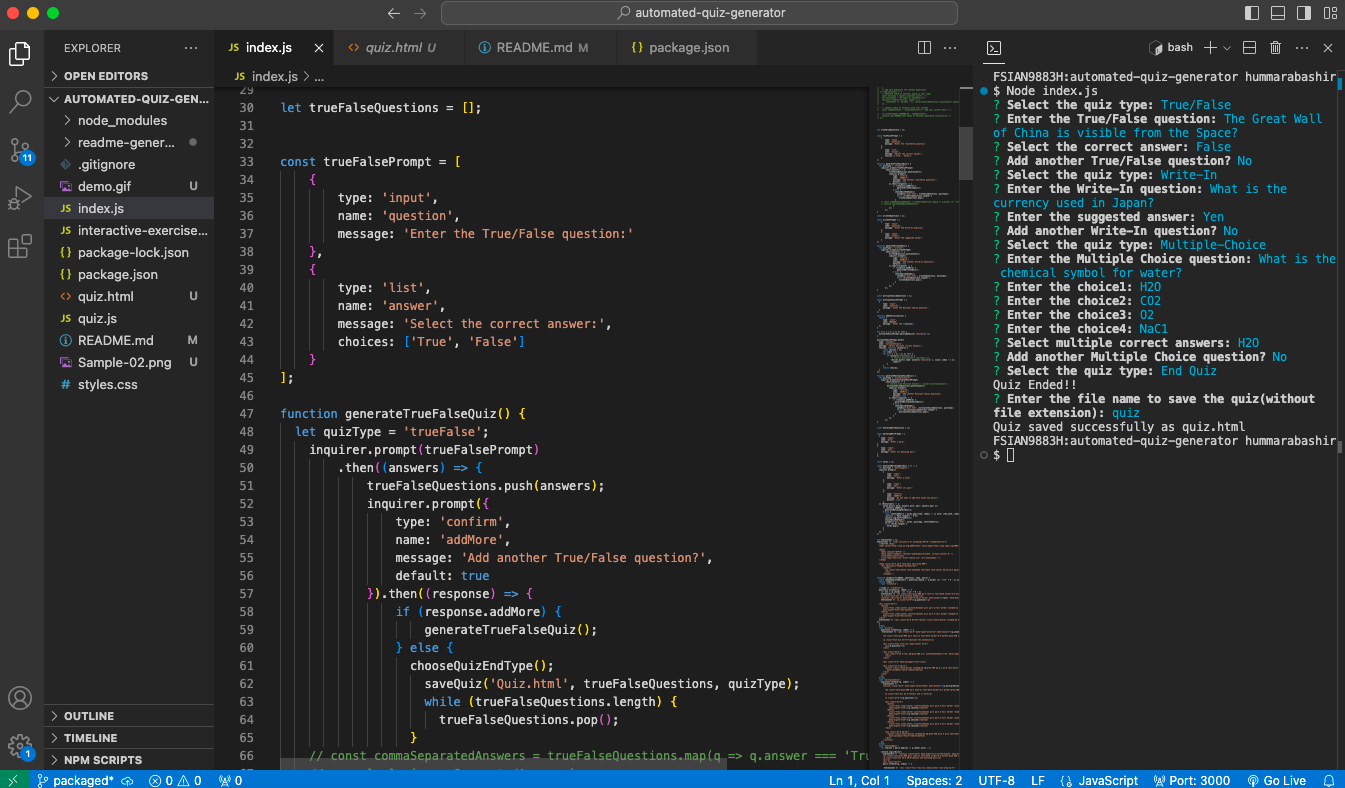 automated-quiz-generator
EXPLORER
OPEN EDITORS
AUTOMATED-QUIZ-GEN...
node_modules
readme-gener...
.gitignore
demo.gif U
JS index.js
JS interactive-exercise...
{} package-lock.json
{} package.json
<> quiz.html U
JS quiz.js
README.md M
Sample-02.png U
# styles.css
OUTLINE
TIMELINE
NPM SCRIPTS
11
1
JS index.js
<> quiz.html U
README.md M
{} package.json
JS index.js > ...
29
30 let trueFalseQuestions = [];
31
32
33 const trueFalsePrompt = [
34 {
35 type: 'input',
36 name: 'question',
37 message: 'Enter the True/False question:'
38 },
39 {
40 type: 'list',
41 name: 'answer',
42 message: 'Select the correct answer:',
43 choices: ['True', 'False']
44 }
45 ];
46
47 function generateTrueFalseQuiz() {
48 let quizType = 'trueFalse';
49 inquirer.prompt(trueFalsePrompt)
50 .then((answers) => {
51 trueFalseQuestions.push(answers);
52 inquirer.prompt({
53 type: 'confirm',
54 name: 'addMore',
55 message: 'Add another True/False question?',
56 default: true
57 }).then((response) => {
58 if (response.addMore) {
59 generateTrueFalseQuiz();
60 } else {
61 chooseQuizEndType();
62 saveQuiz('Quiz.html', trueFalseQuestions, quizType);
63 while (trueFalseQuestions.length) {
64 trueFalseQuestions.pop();
65 }
66 // const commaSeparatedAnswers = trueFalseQuestions.map(q => q.answer === 'Tru
bash
FSIAN9883H:automated-quiz-generator hummarabashir
$ Node index.js
? Select the quiz type: True/False
? Enter the True/False question: The Great Wall
of China is visible from the Space?
? Select the correct answer: False
? Add another True/False question? No
? Select the quiz type: Write-In
? Enter the Write-In question: What is the
currency used in Japan?
? Enter the suggested answer: Yen
? Add another Write-In question? No
? Select the quiz type: Multiple-Choice
? Enter the Multiple Choice question: What is the
chemical symbol for water?
? Enter the choice1: H2O
? Enter the choice2: CO2
? Enter the choice3: O2
? Enter the choice4: NaC1
? Select multiple correct answers: H2O
? Add another Multiple Choice question? No
? Select the quiz type: End Quiz
Quiz Ended!!
? Enter the file name to save the quiz(without
file extension): quiz
Quiz saved successfully as quiz.html
FSIAN9883H:automated-quiz-generator hummarabashir
$
packaged* 0 0 0 Ln 1, Col 1 Spaces: 2 UTF-8 LF {} JavaScript Port: 3000 Go Live